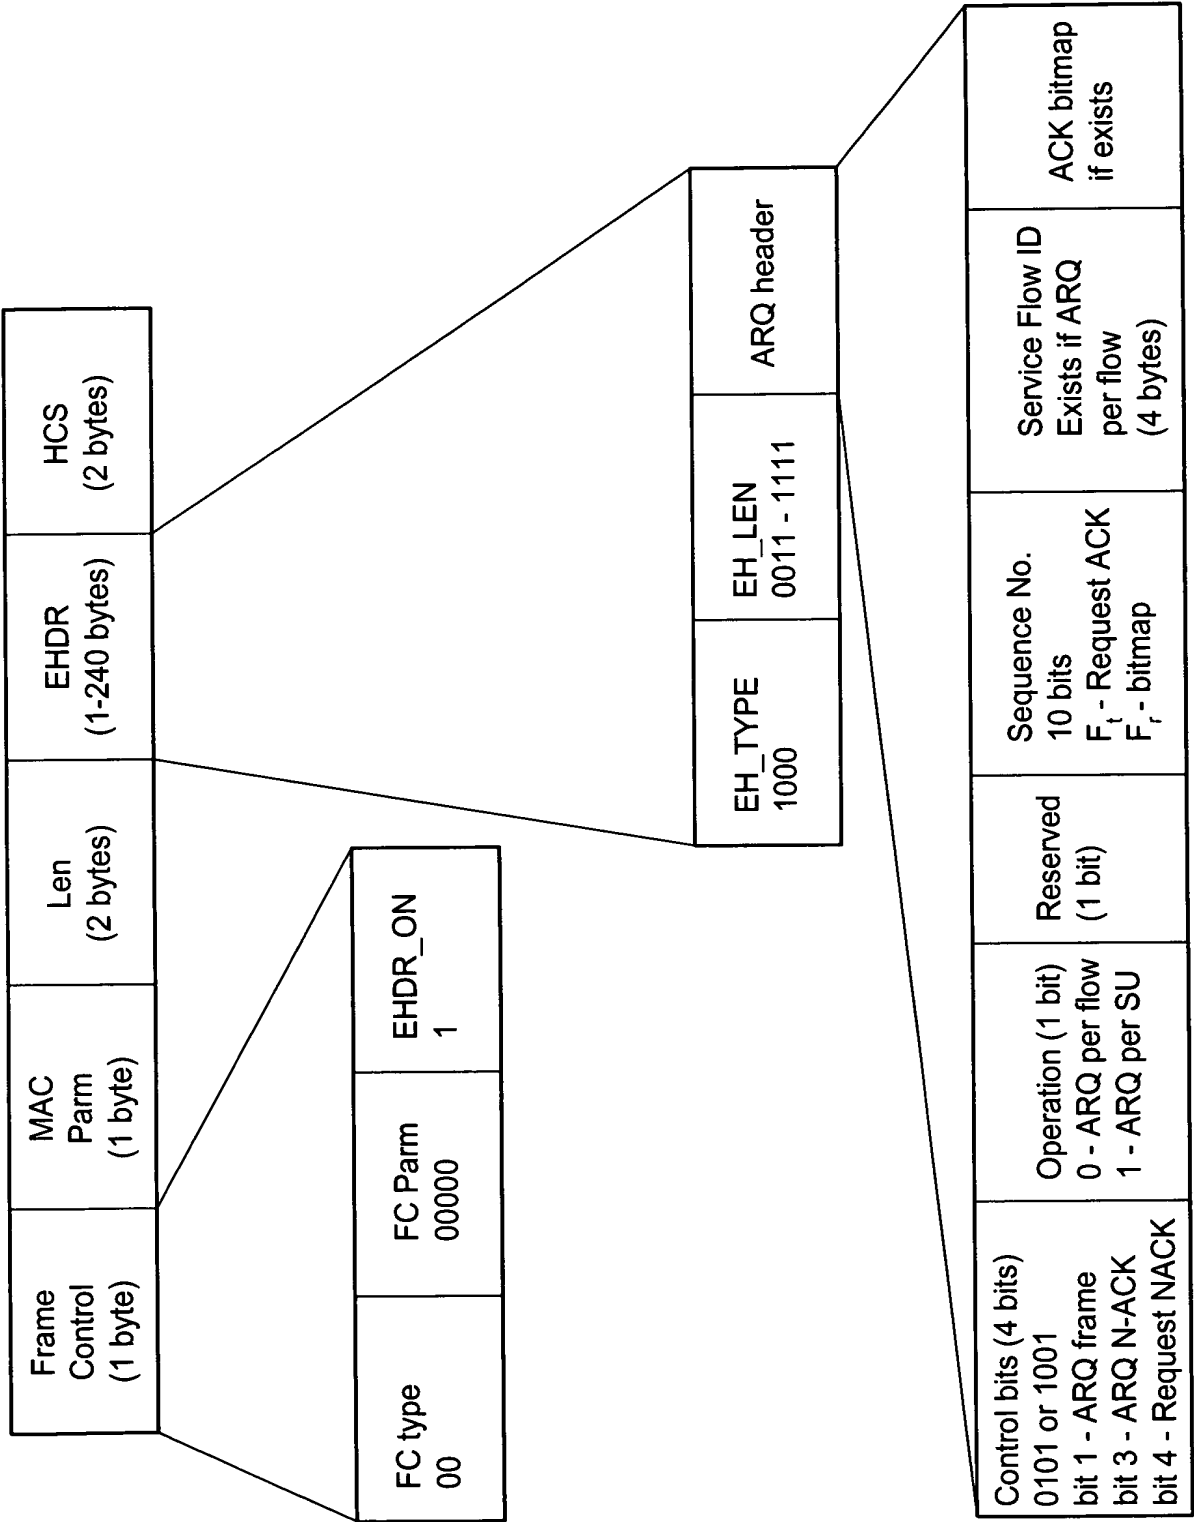 Frame
Control
(1 byte)
MAC
Parm
(1 byte)
Len
(2 bytes)
EHDR
(1-240 bytes)
HCS
(2 bytes)
FC type
00
FC Parm
00000
EHDR_ON
1
EH_TYPE
1000
EH_LEN
0011 - 1111
ARQ header
Control bits (4 bits)
0101 or 1001
bit 1 - ARQ frame
bit 3 - ARQ N-ACK
bit 4 - Request NACK
Operation (1 bit)
0 - ARQ per flow
1 - ARQ per SU
Reserved
(1 bit)
Sequence No.
10 bits
Ft - Request ACK
Fr - bitmap
Service Flow ID
Exists if ARQ
per flow
(4 bytes)
ACK bitmap
if exists